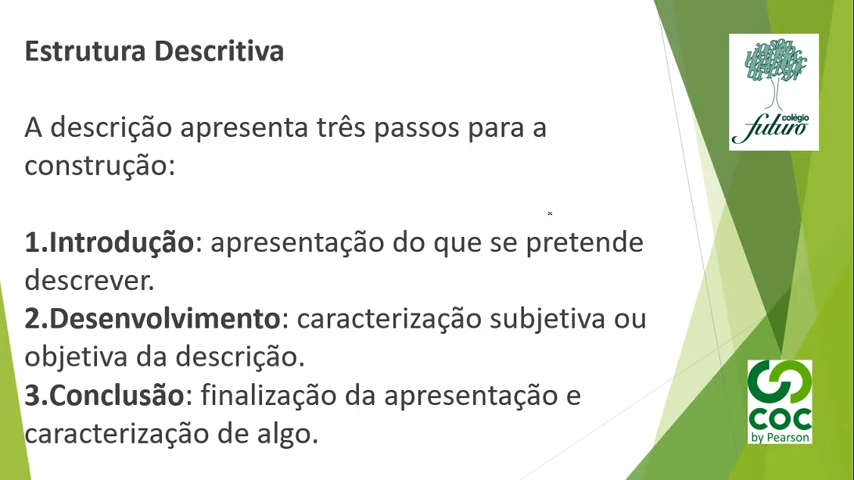 Estrutura Descritiva
A descrição apresenta três passos para a
construção:
1.Introdução: apresentação do que se pretende
descrever.
2.Desenvolvimento: caracterização subjetiva ou
objetiva da descrição.
3.Conclusão: finalização da apresentação e
caracterização de algo.
colégio
futuro
COC
by Pearson